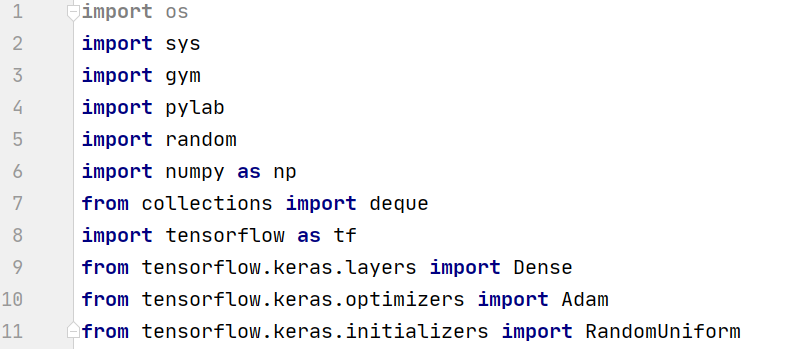 1 import os
2 import sys
3 import gym
4 import pylab
5 import random
6 import numpy as np
7 from collections import deque
8 import tensorflow as tf
9 from tensorflow.keras.layers import Dense
10 from tensorflow.keras.optimizers import Adam
11 from tensorflow.keras.initializers import RandomUniform